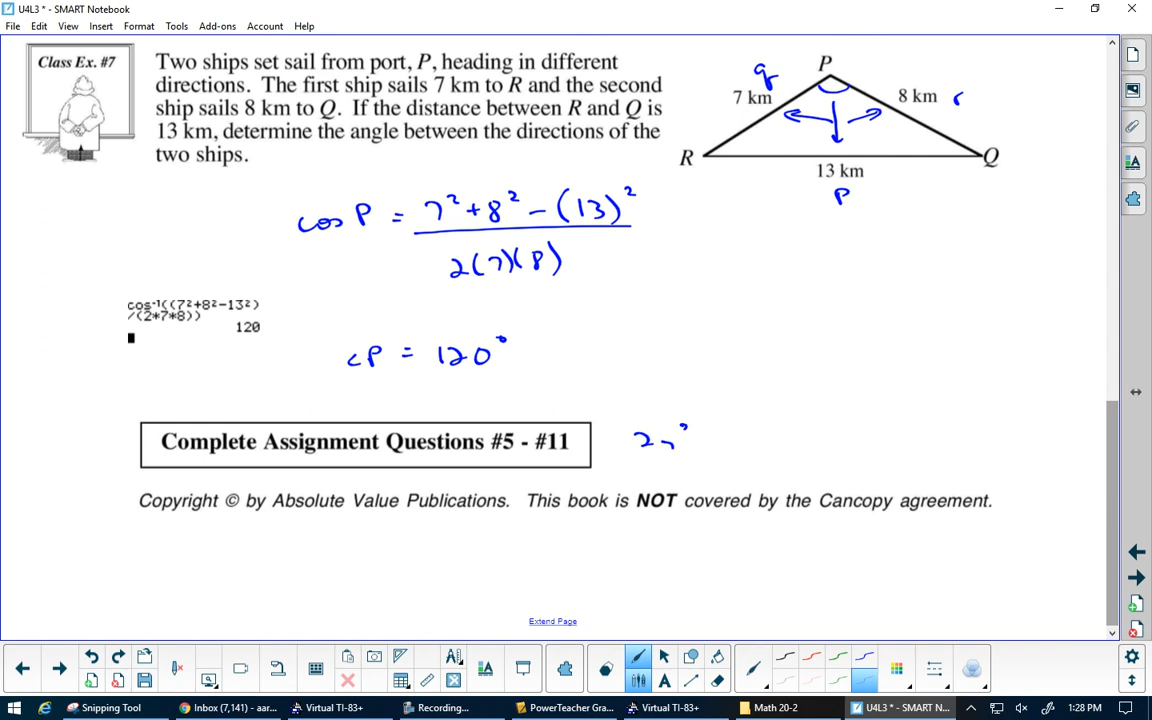 U4L3 * - SMART Notebook
File Edit View Insert Format Tools Add-ons Account Help
Class Ex. #7
Two ships set sail from port, P, heading in different
directions. The first ship sails 7 km to R and the second
ship sails 8 km to Q. If the distance between R and Q is
13 km, determine the angle between the directions of the
two ships.
P
q
7 km
8 km r
R
Q
13 km
P
cos P = 7² + 8² - (13)²
2(7)(8)
cos⁻¹((7²+8²-13²)
/(2*7*8))
120
<P = 120°
Complete Assignment Questions #5 - #11
Copyright © by Absolute Value Publications. This book is NOT covered by the Cancopy agreement.
Extend Page
Snipping Tool
Inbox (7,141) - aar...
Virtual TI-83+
Recording...
PowerTeacher Gra...
Virtual TI-83+
Math 20-2
U4L3 * - SMART N...
1:28 PM